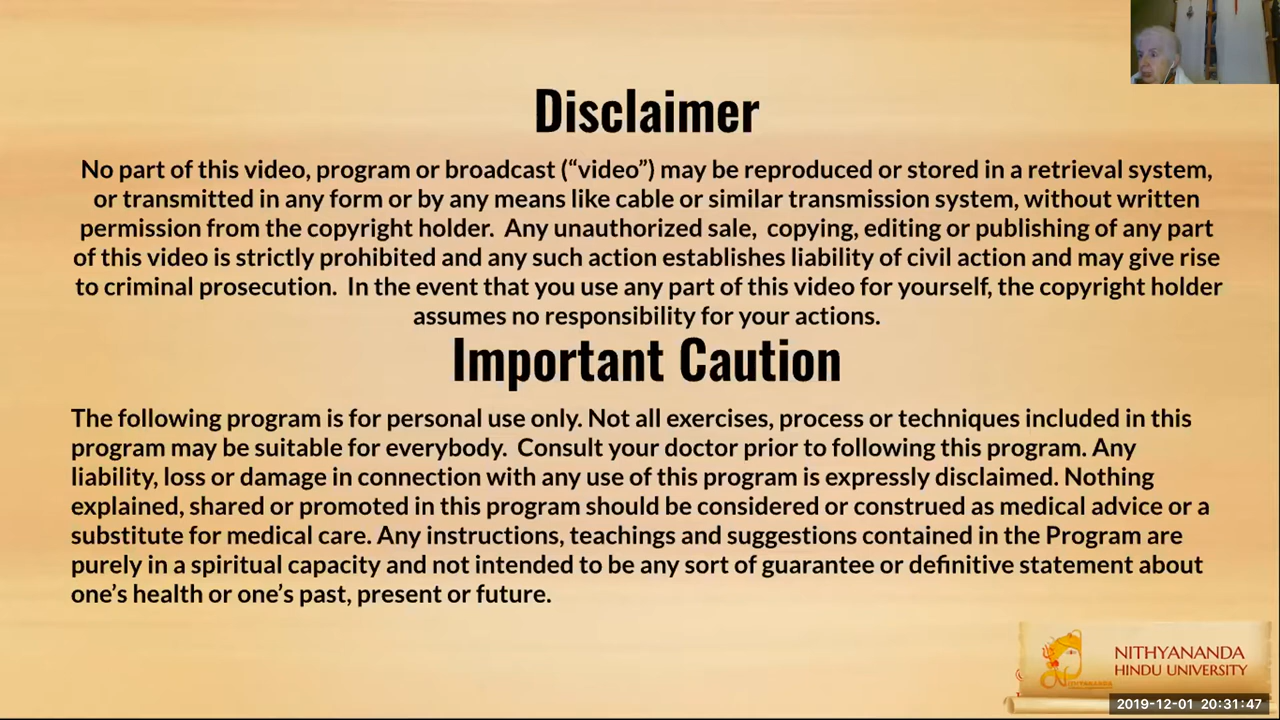 Disclaimer
No part of this video, program or broadcast (“video”) may be reproduced or stored in a retrieval system,
or transmitted in any form or by any means like cable or similar transmission system, without written
permission from the copyright holder.  Any unauthorized sale,  copying, editing or publishing of any part
of this video is strictly prohibited and any such action establishes liability of civil action and may give rise
to criminal prosecution.  In the event that you use any part of this video for yourself, the copyright holder
assumes no responsibility for your actions.
Important Caution
The following program is for personal use only. Not all exercises, process or techniques included in this
program may be suitable for everybody.  Consult your doctor prior to following this program. Any
liability, loss or damage in connection with any use of this program is expressly disclaimed. Nothing
explained, shared or promoted in this program should be considered or construed as medical advice or a
substitute for medical care. Any instructions, teachings and suggestions contained in the Program are
purely in a spiritual capacity and not intended to be any sort of guarantee or definitive statement about
one’s health or one’s past, present or future.
NITHYANANDA
HINDU UNIVERSITY
2019-12-01 20:31:47